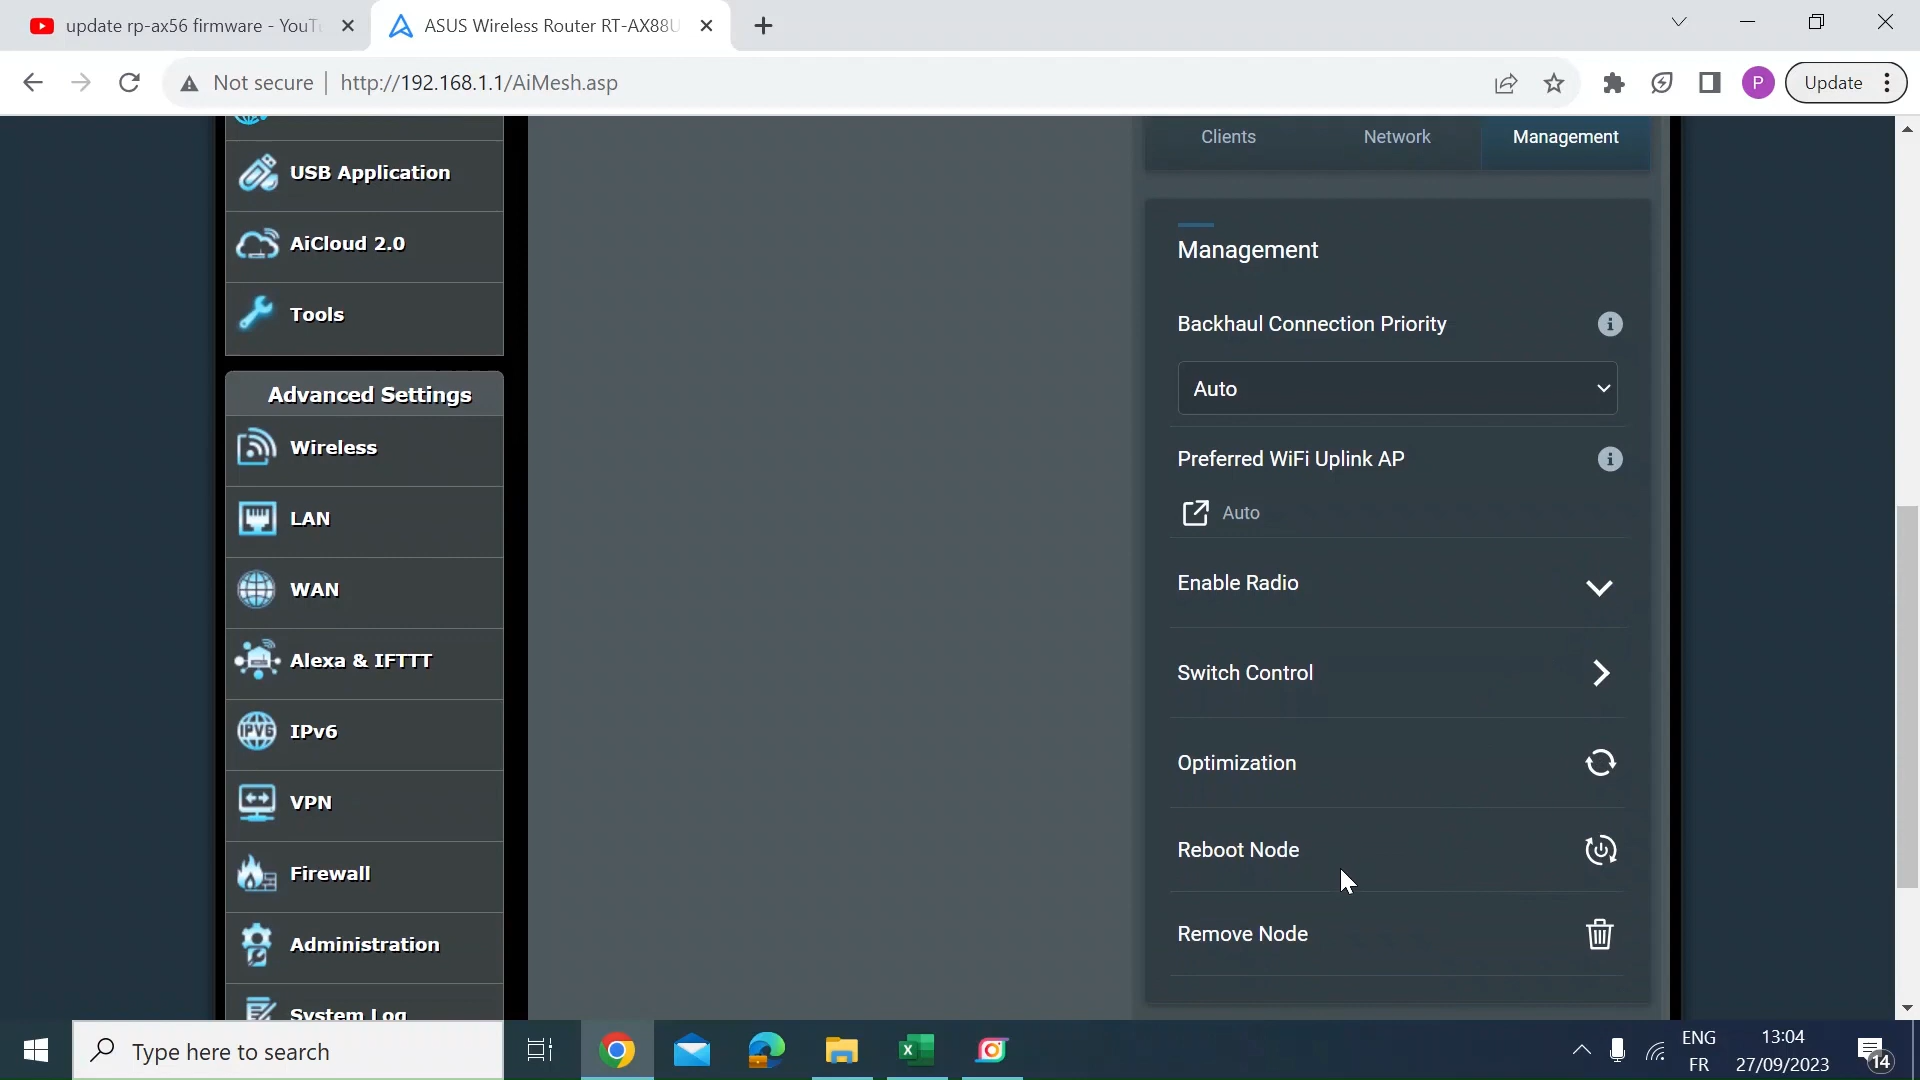 update rp-ax56 firmware - YouT
ASUS Wireless Router RT-AX88U
Not secure
http://192.168.1.1/AiMesh.asp
P
Update
USB Application
AiCloud 2.0
Tools
Advanced Settings
Wireless
LAN
WAN
Alexa & IFTTT
IPV6
IPv6
VPN
Firewall
Administration
System Log
Clients
Network
Management
Management
Backhaul Connection Priority
Auto
Preferred WiFi Uplink AP
Auto
Enable Radio
Switch Control
Optimization
Reboot Node
Remove Node
Type here to search
ENG
FR
13:04
27/09/2023
14